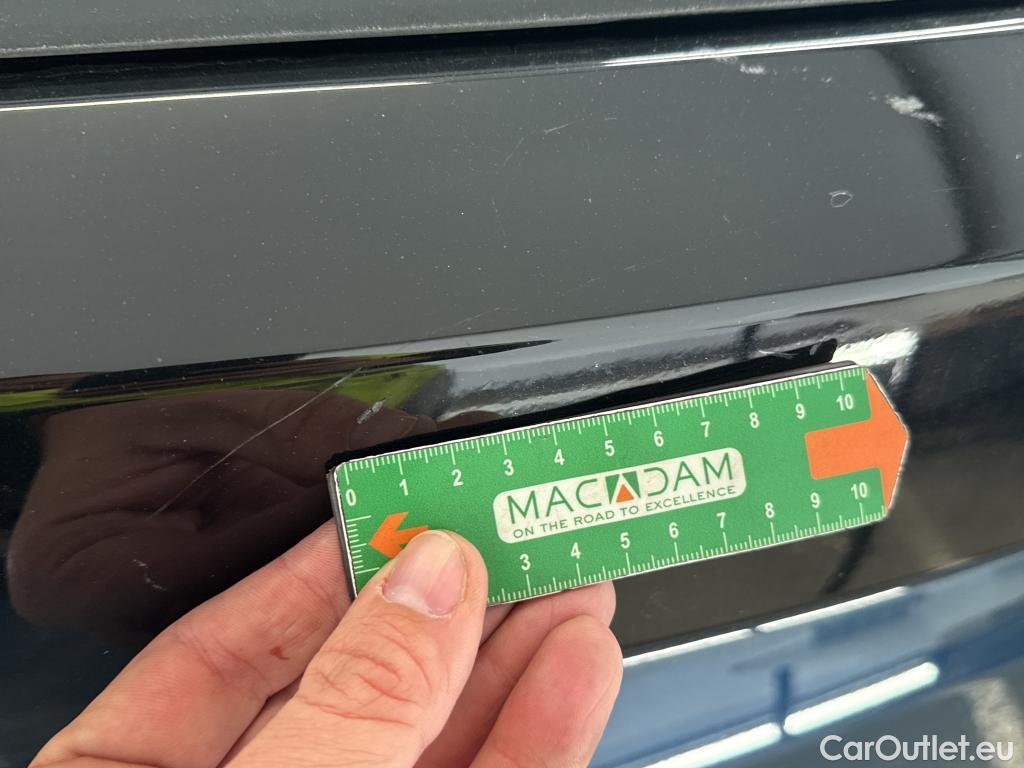 0 1 2 3 4 5 6 7 8 9 10
MACADAM
ON THE ROAD TO EXCELLENCE
3 4 5 6 7 8 9 10
CarOutlet.eu